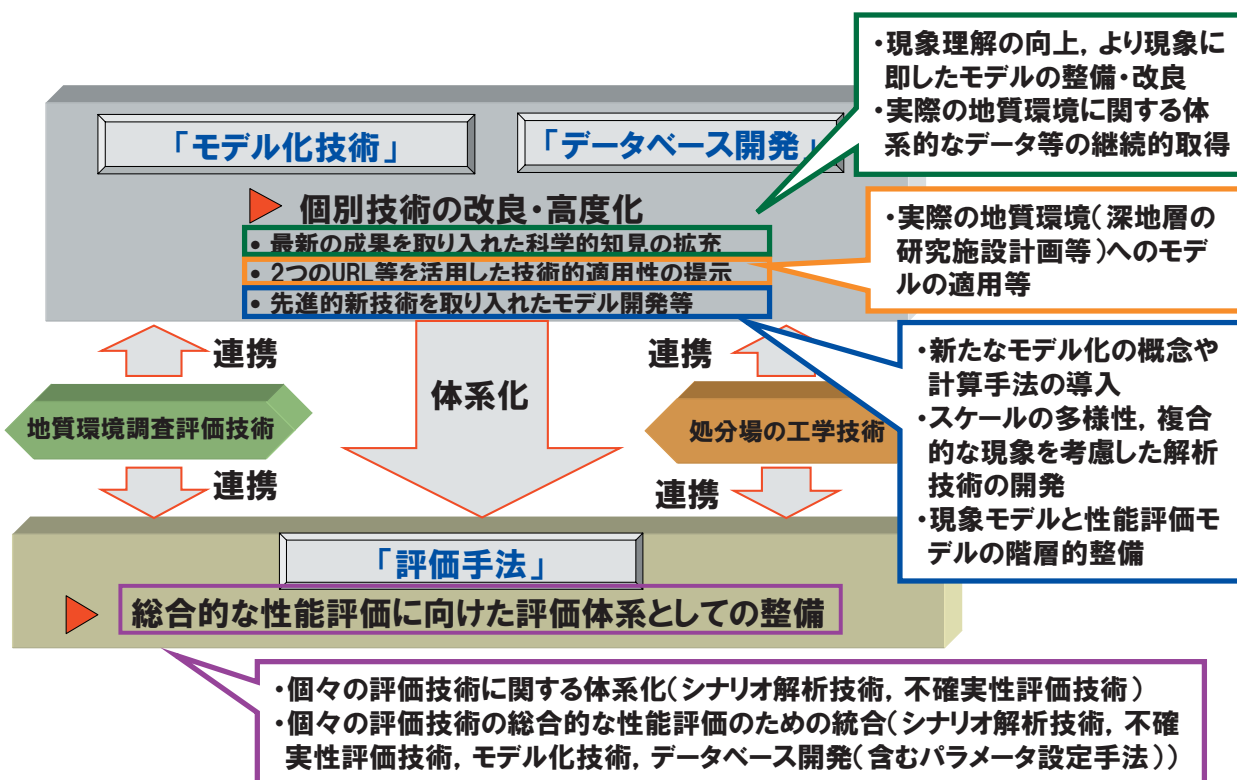 ・現象理解の向上，より現象に
即したモデルの整備・改良
・実際の地質環境に関する体
系的なデータ等の継続的取得
「モデル化技術」
「データベース開発」
個別技術の改良・高度化
• 最新の成果を取り入れた科学的知見の拡充
• 2つのURL等を活用した技術的適用性の提示
• 先進的新技術を取り入れたモデル開発等
・実際の地質環境（深地層の
研究施設計画等）へのモデ
ルの適用等
連携
連携
体系化
地質環境調査評価技術
処分場の工学技術
連携
連携
・新たなモデル化の概念や
計算手法の導入
・スケールの多様性，複合
的な現象を考慮した解析
技術の開発
・現象モデルと性能評価モ
デルの階層的整備
「評価手法」
総合的な性能評価に向けた評価体系としての整備
・個々の評価技術に関する体系化（シナリオ解析技術，不確実性評価技術）
・個々の評価技術の総合的な性能評価のための統合（シナリオ解析技術，不確
実性評価技術，モデル化技術，データベース開発（含むパラメータ設定手法））